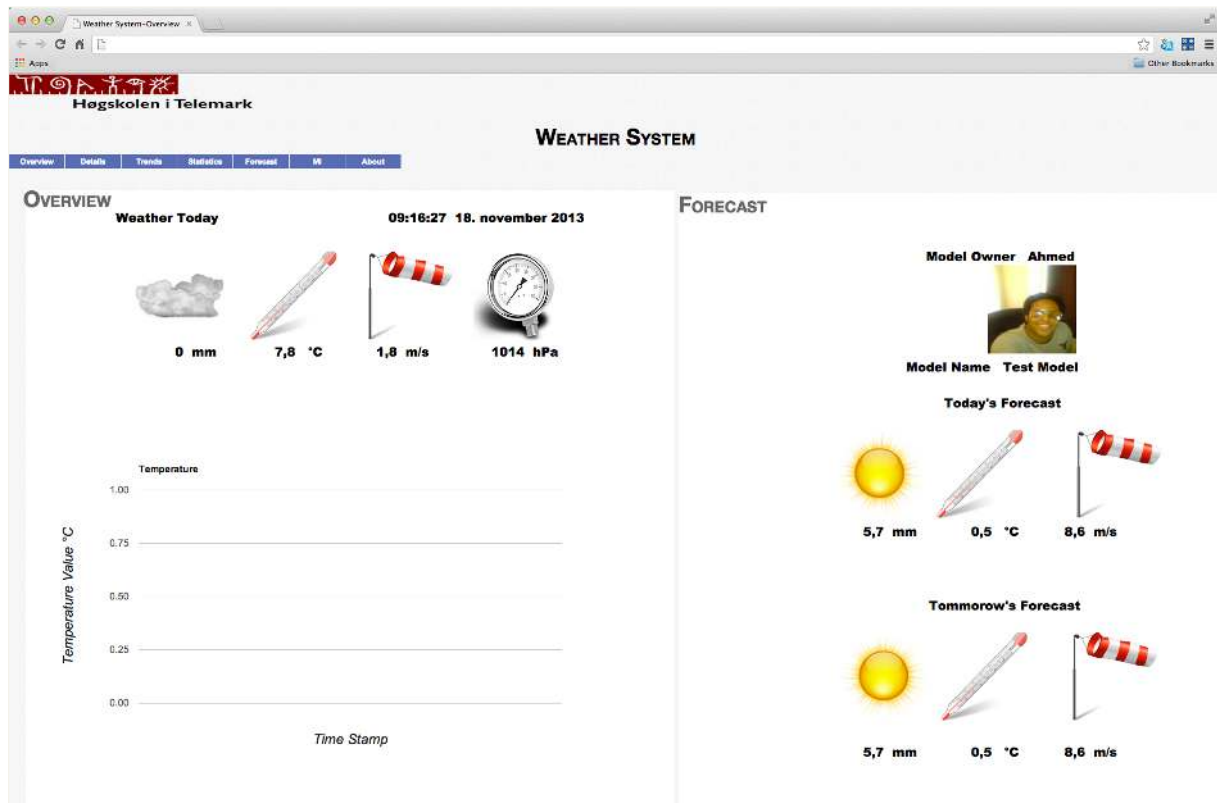 Weather System-Overview
Apps
Other Bookmarks
Høgskolen i Telemark
WEATHER SYSTEM
Overview Details Trends Statistics Forecast MI About
OVERVIEW
Weather Today 09:16:27 18. november 2013
0 mm 7,8 °C 1,8 m/s 1014 hPa
Temperature
1.00
0.75
0.50
0.25
0.00
Temperature Value °C
Time Stamp
FORECAST
Model Owner Ahmed
Model Name Test Model
Today's Forecast
5,7 mm 0,5 °C 8,6 m/s
Tommorow's Forecast
5,7 mm 0,5 °C 8,6 m/s